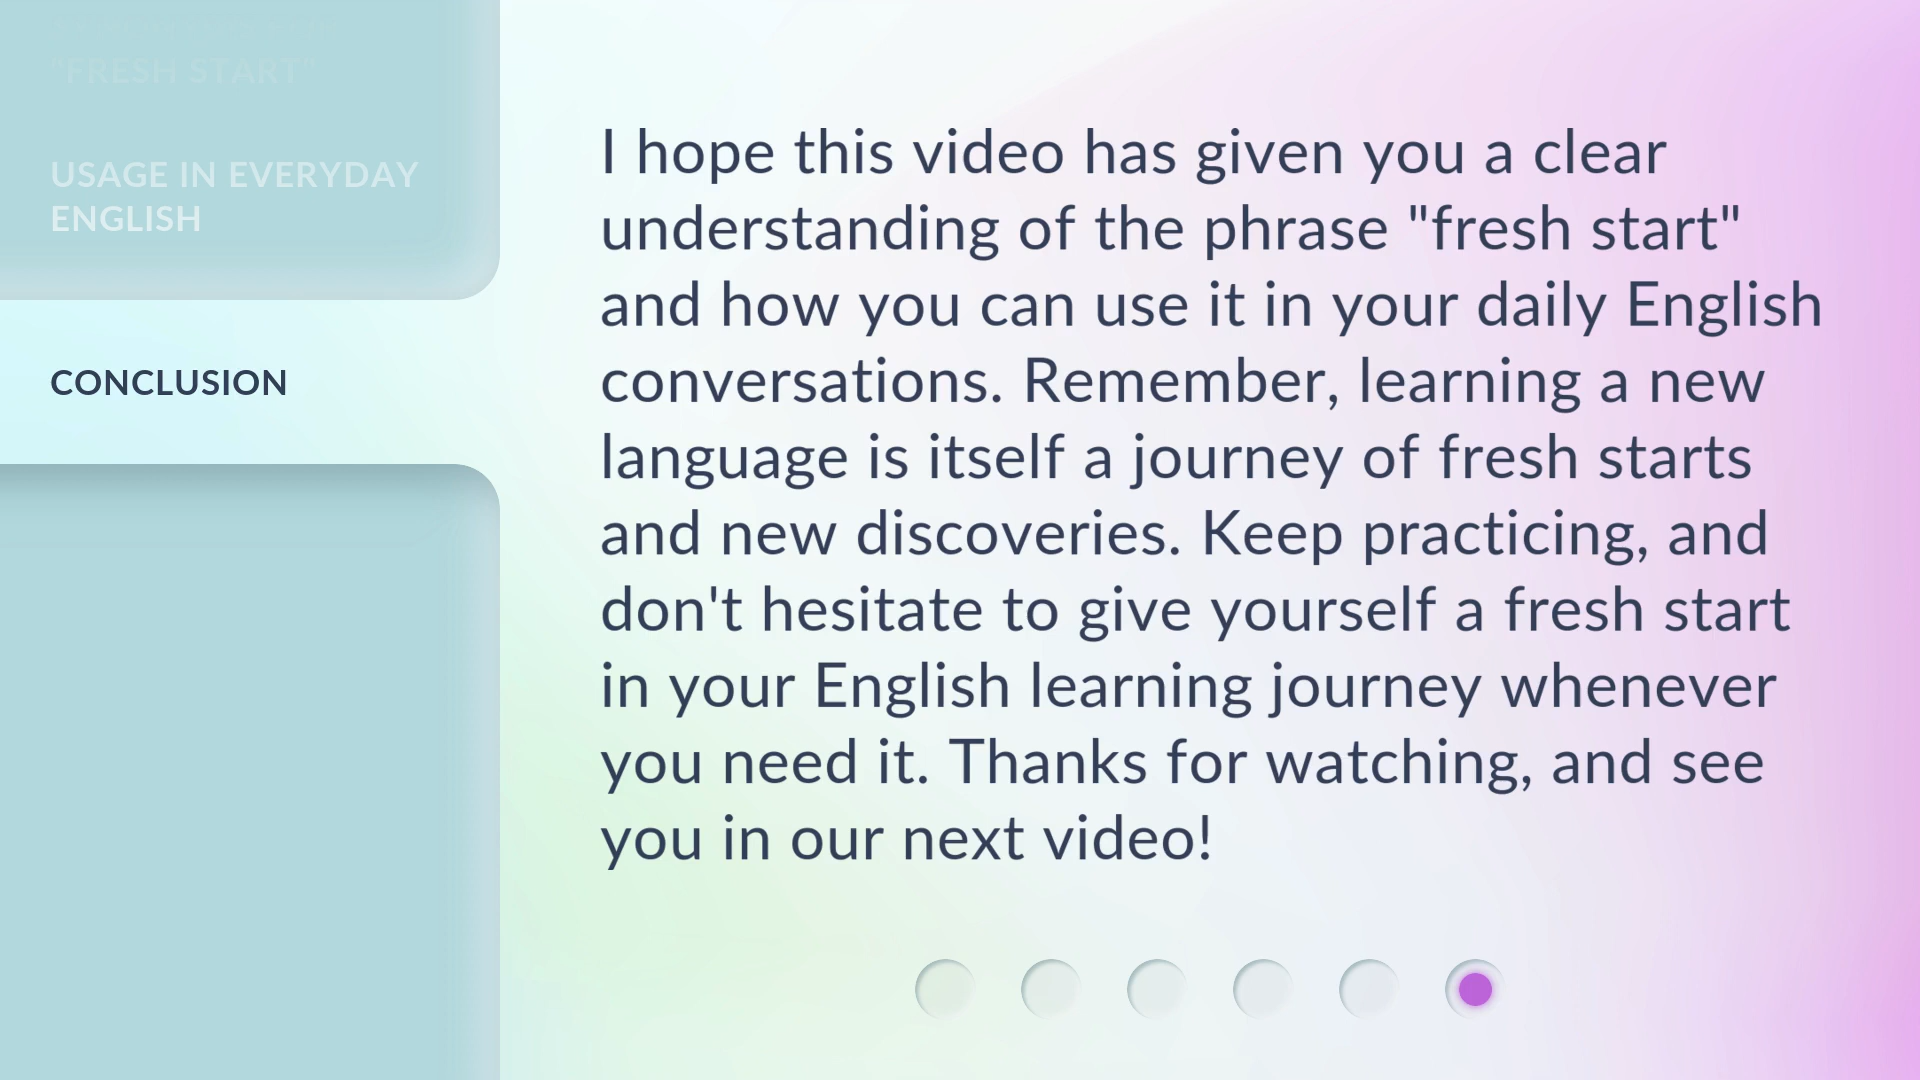 "FRESH START"
USAGE IN EVERYDAY
ENGLISH
CONCLUSION
I hope this video has given you a clear
understanding of the phrase "fresh start"
and how you can use it in your daily English
conversations. Remember, learning a new
language is itself a journey of fresh starts
and new discoveries. Keep practicing, and
don't hesitate to give yourself a fresh start
in your English learning journey whenever
you need it. Thanks for watching, and see
you in our next video!